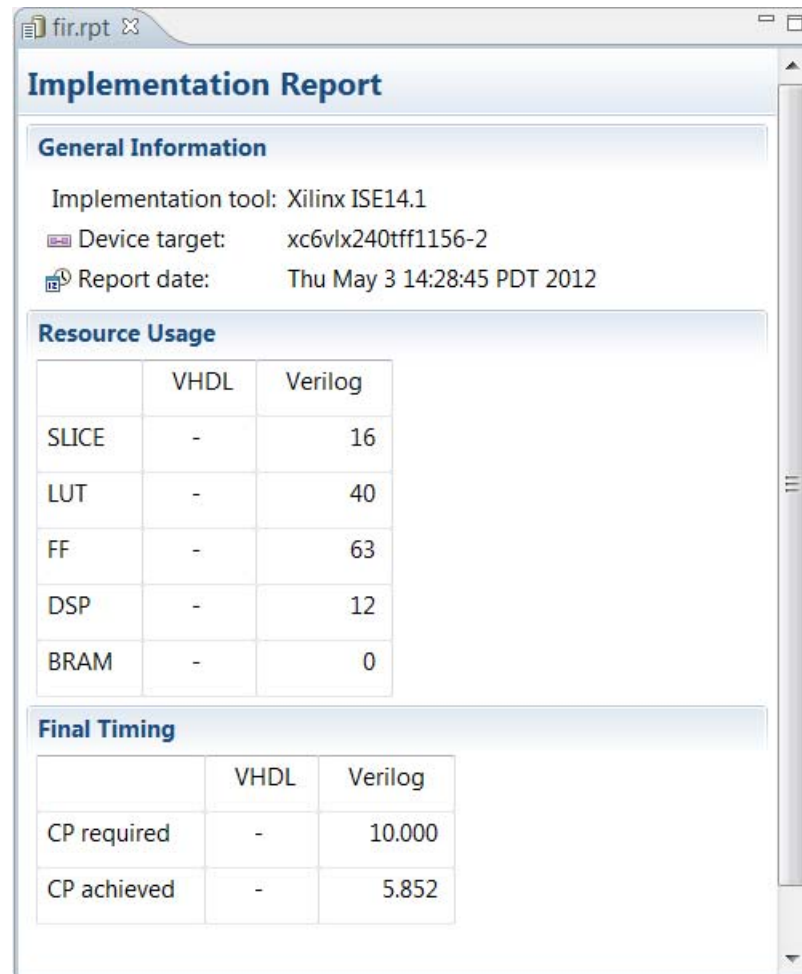 fir.rpt
Implementation Report
General Information
Implementation tool: Xilinx ISE14.1
Device target: xc6vlx240tff1156-2
Report date: Thu May 3 14:28:45 PDT 2012
Resource Usage
VHDL Verilog
SLICE - 16
LUT - 40
FF - 63
DSP - 12
BRAM - 0
Final Timing
VHDL Verilog
CP required - 10.000
CP achieved - 5.852